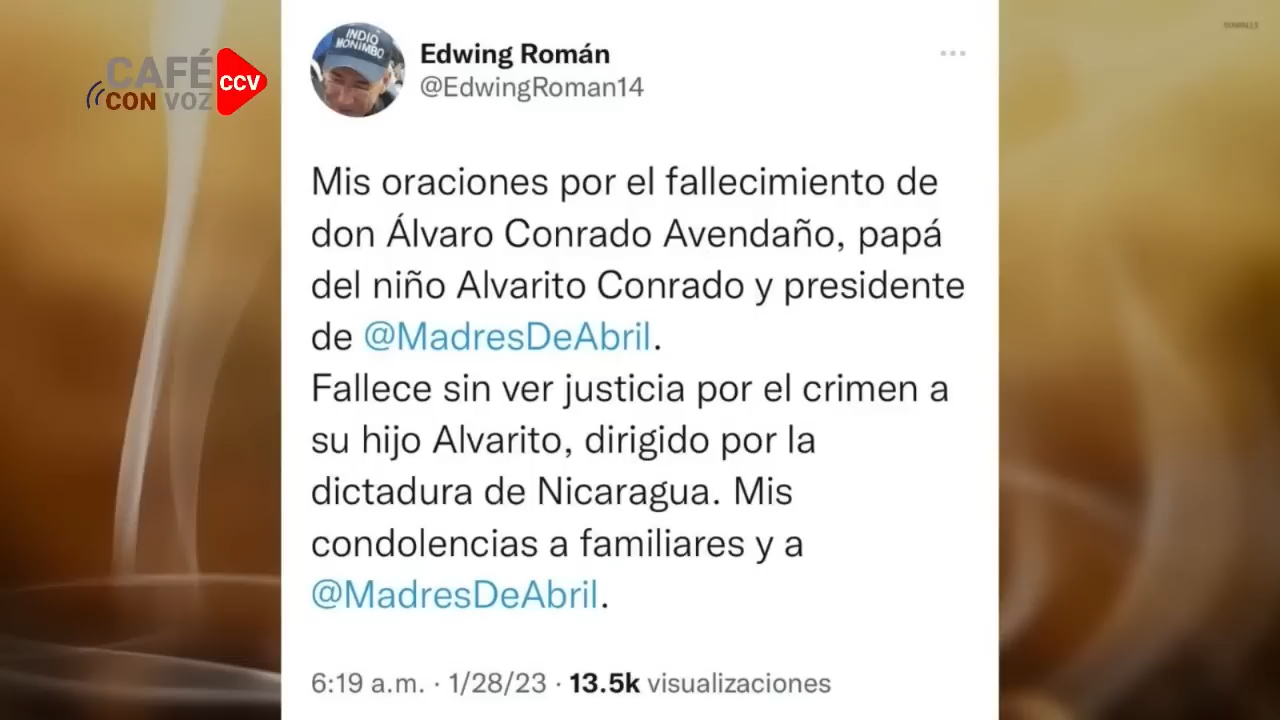 CAFÉ
CON VOZ
CCV
INDIO
MONIMBO
Edwing Román
@EdwingRoman14
Mis oraciones por el fallecimiento de
don Álvaro Conrado Avendaño, papá
del niño Alvarito Conrado y presidente
de @MadresDeAbril.
Fallece sin ver justicia por el crimen a
su hijo Alvarito, dirigido por la
dictadura de Nicaragua. Mis
condolencias a familiares y a
@MadresDeAbril.
6:19 a.m. · 1/28/23 · 13.5k visualizaciones